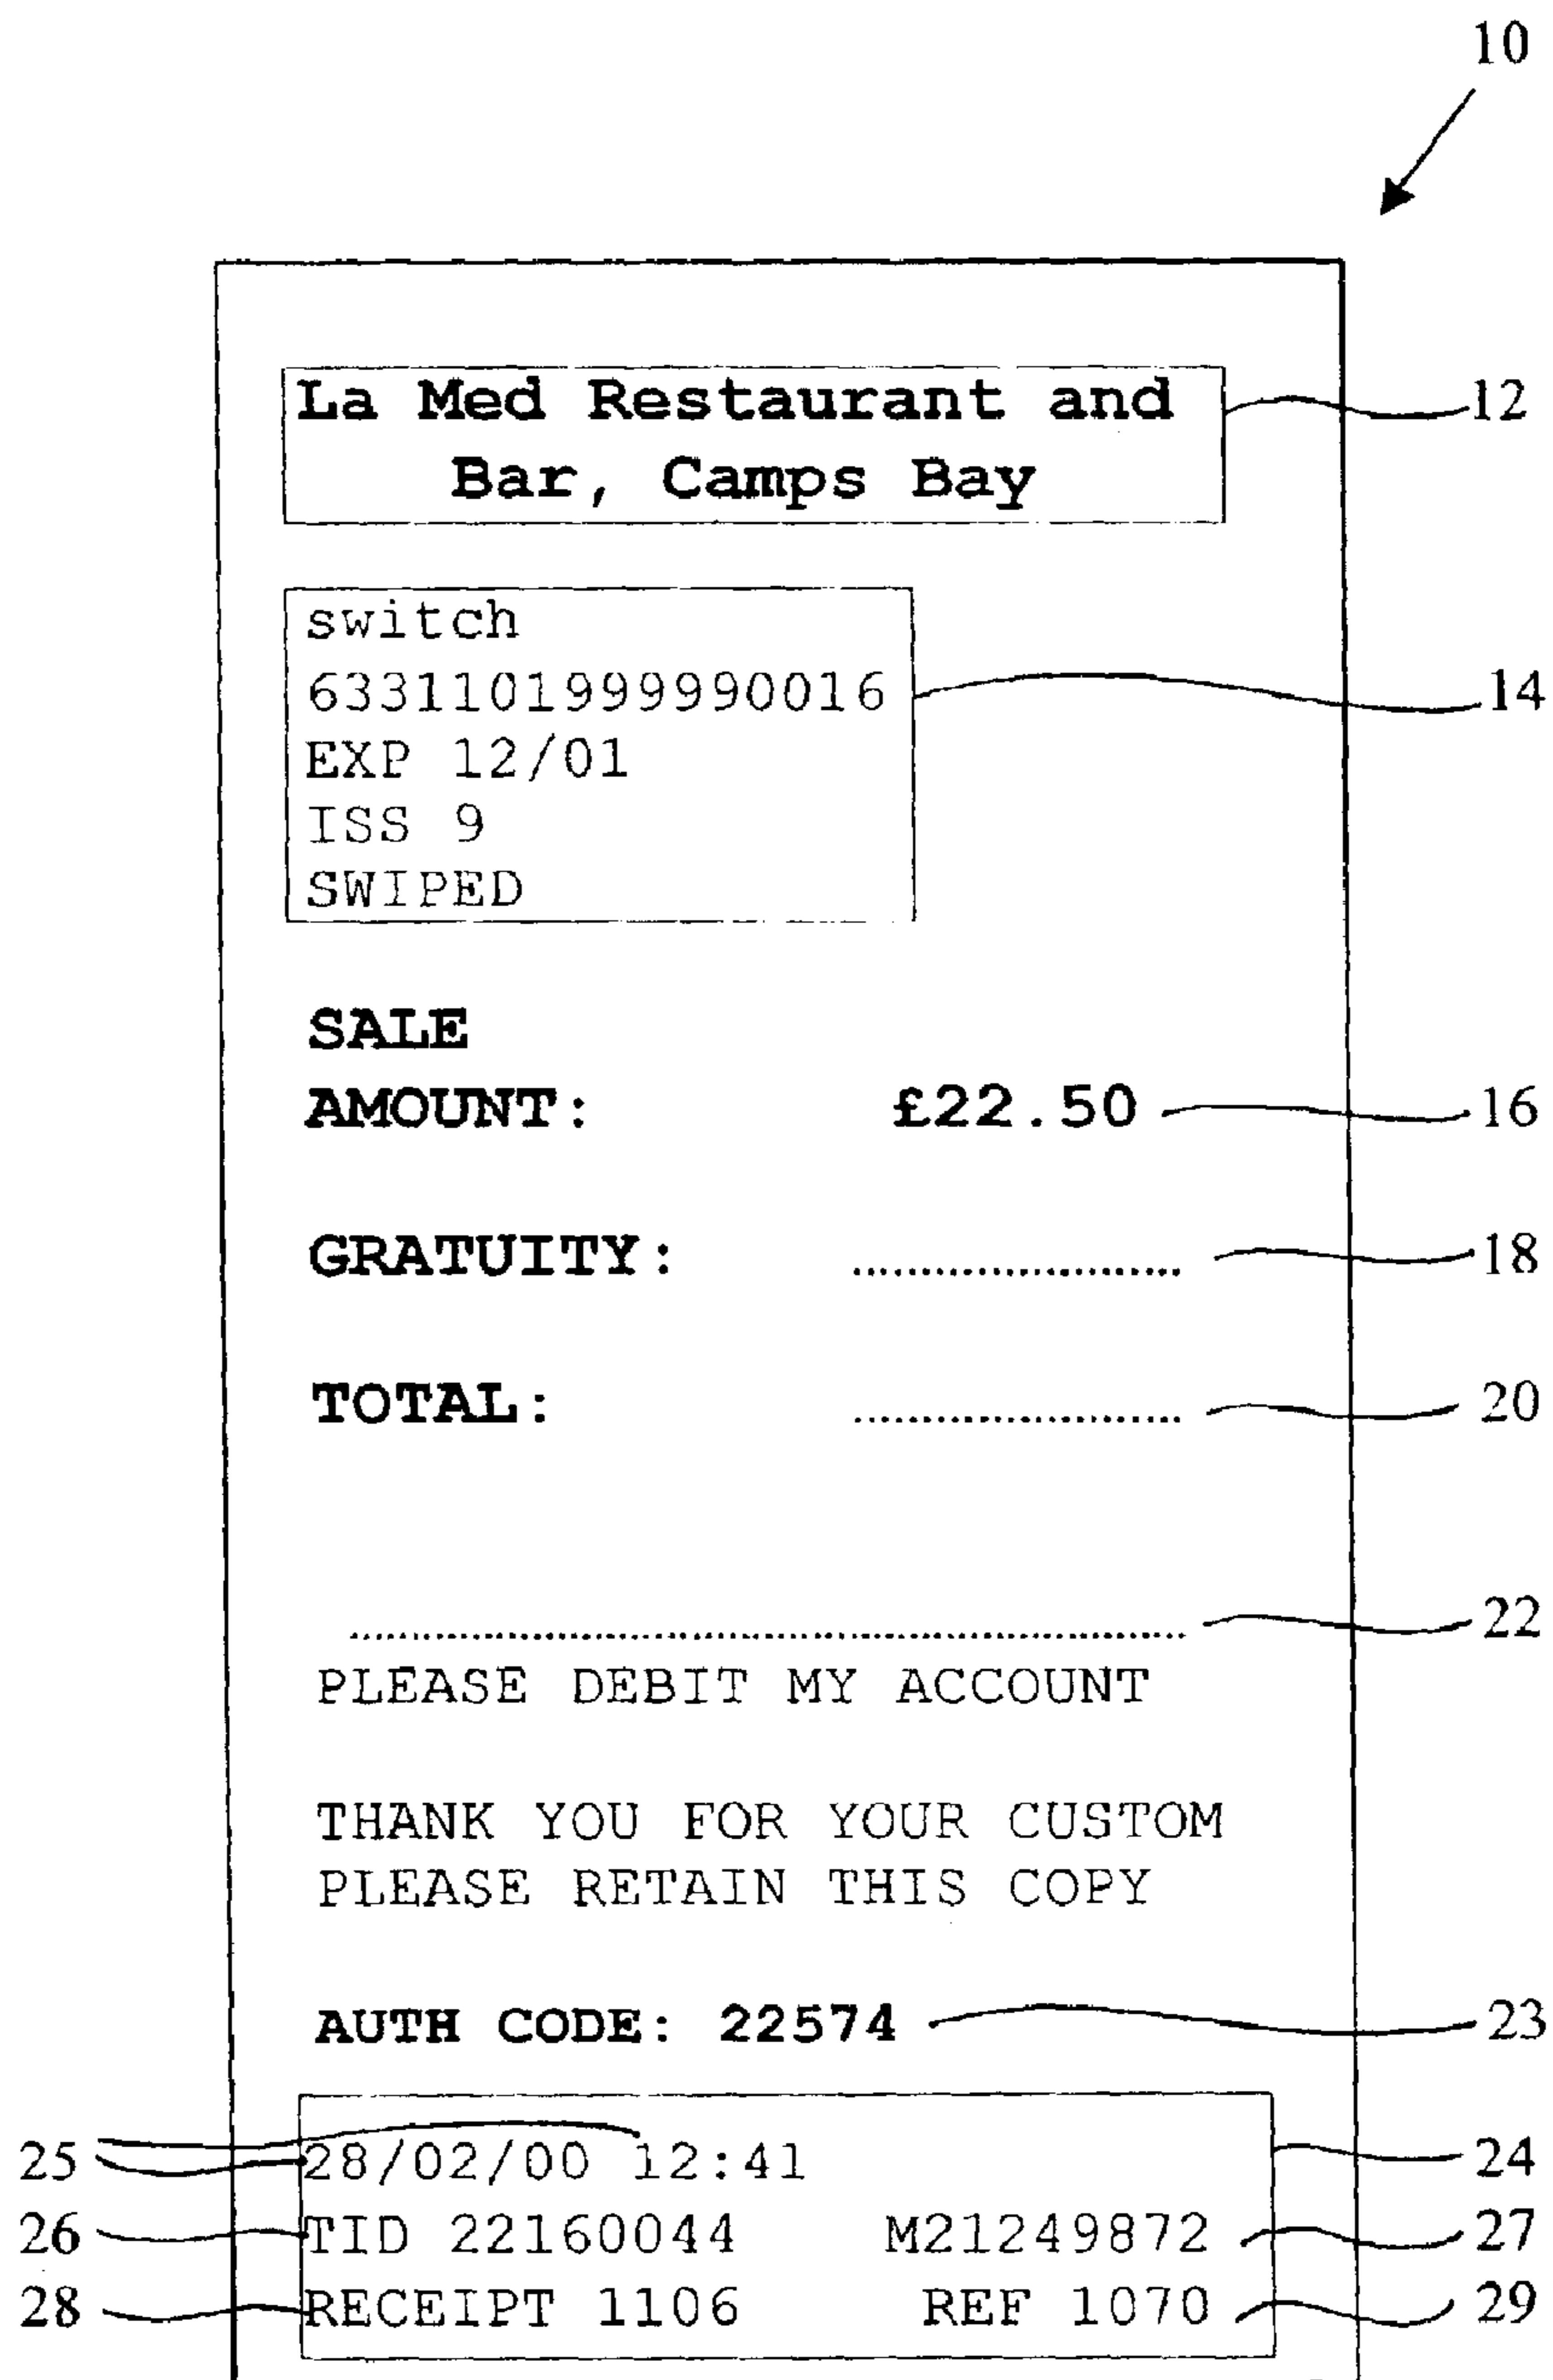 10
La Med Restaurant and 12
Bar, Camps Bay
switch
6331101999990016 14
EXP 12/01
ISS 9
SWIPED
SALE
AMOUNT: £22.50 16
GRATUITY: ........................ 18
TOTAL: ........................ 20
............................................................ 22
PLEASE DEBIT MY ACCOUNT
THANK YOU FOR YOUR CUSTOM
PLEASE RETAIN THIS COPY
AUTH CODE: 22574 23
25 28/02/00 12:41 24
26 TID 22160044 M21249872 27
28 RECEIPT 1106 REF 1070 29